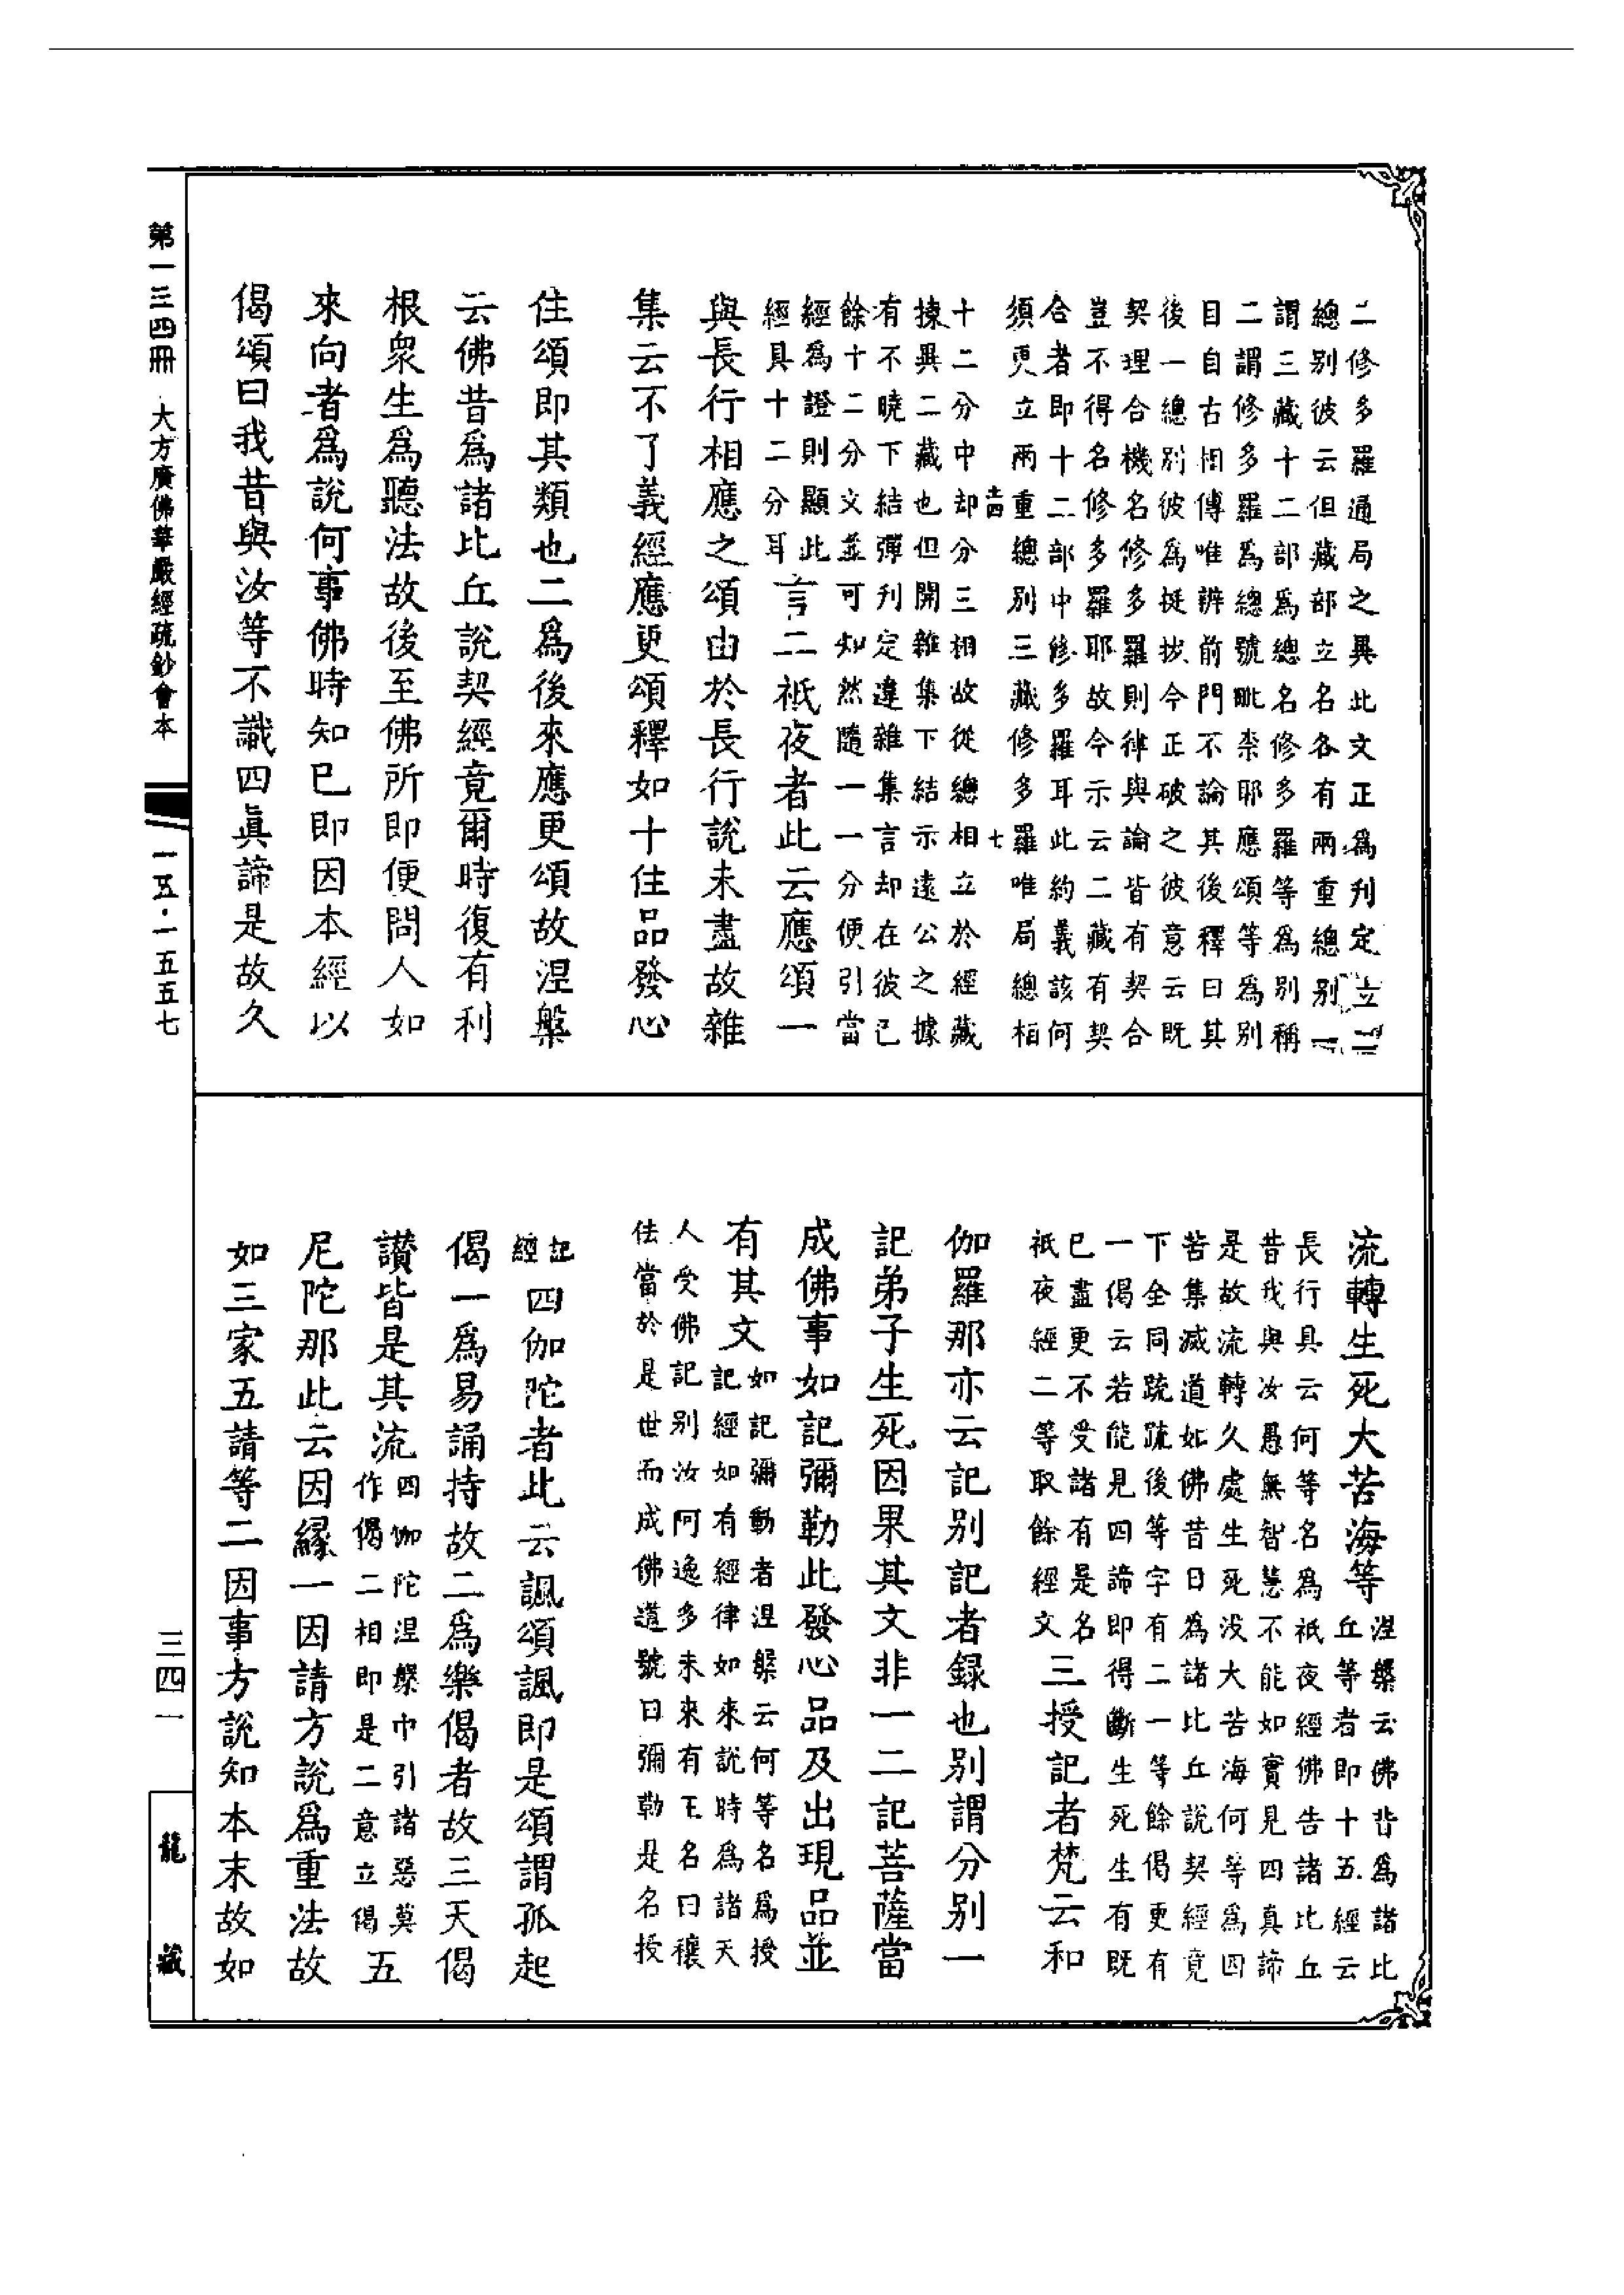 二修多羅通局之異此文正為刋定立二
總別彼云但藏部立名各有兩重總别一
謂三藏十二部為總名修多羅等為別稱
二謂修多羅為總號毗柰耶應頌等為別
目自古相傳唯辨前門不論其後釋曰其
後一總別彼為挺拔今正破之彼意云既
契理合機名修多羅則律與論皆有契合
豈不得名修多羅耶故今示云二藏有契
合者即十二部中修多羅耳此約義該何
須更立兩重總別三藏修多羅唯局總相
十四
七
十二分中却分三相故從總相立於經藏
揀異二藏也但開雜集下結示遠公之據
有不曉下結彈刋定違雜集言却在彼已
餘十二分文並可知然隨一一分便引當
經為證則顯此
經具十二分耳
言二祇夜者此云應頌一
與長行相應之頌由於長行說未盡故雜
集云不了義經應更頌釋如十住品發心
住頌即其類也二為後來應更頌故涅槃
云佛昔為諸比丘說契經竟爾時復有利
根衆生為聽法故後至佛所即便問人如
來向者為說何事佛時知已即因本經以
偈頌曰我昔與汝等不識四真諦是故久
流轉生死大苦海等
涅槃云佛昔為諸比
丘等者即十五經云
長行具云何等名為祇夜經佛告諸比丘
昔我與汝愚無智慧不能如實見四真諦
是故流轉久處生死沒大苦海何等為四
苦集滅道如佛昔日為諸比丘說契經竟
下全同疏疏後等字有二一等餘偈更有
一偈云若能見四諦即得斷生死生有既
已盡更不受諸有是名
祇夜經二等取餘經文
三授記者梵云和
伽羅那亦云記別記者錄也別謂分別一
記弟子生死因果其文非一二記菩薩當
成佛事如記彌勒此發心品及出現品並
有其文
如記彌勒者涅槃云何等名為授
記經如有經律如來說時為諸天
人受佛記別汝阿逸多未來有王名曰穰
佉當於是世而成佛道號曰彌勒是名授
記
經
四伽陀者此云諷頌諷即是頌謂孤起
偈一為易誦持故二為樂偈者故三天偈
讚皆是其流
四伽陀涅槃中引諸惡莫
作偈二相即是二意立偈
五
尼陀那此云因緣一因請方說為重法故
如三家五請等二因事方說知本末故如
第一三四冊　大方廣佛華嚴經疏鈔會本
一五·一五五七
三四一
龍藏